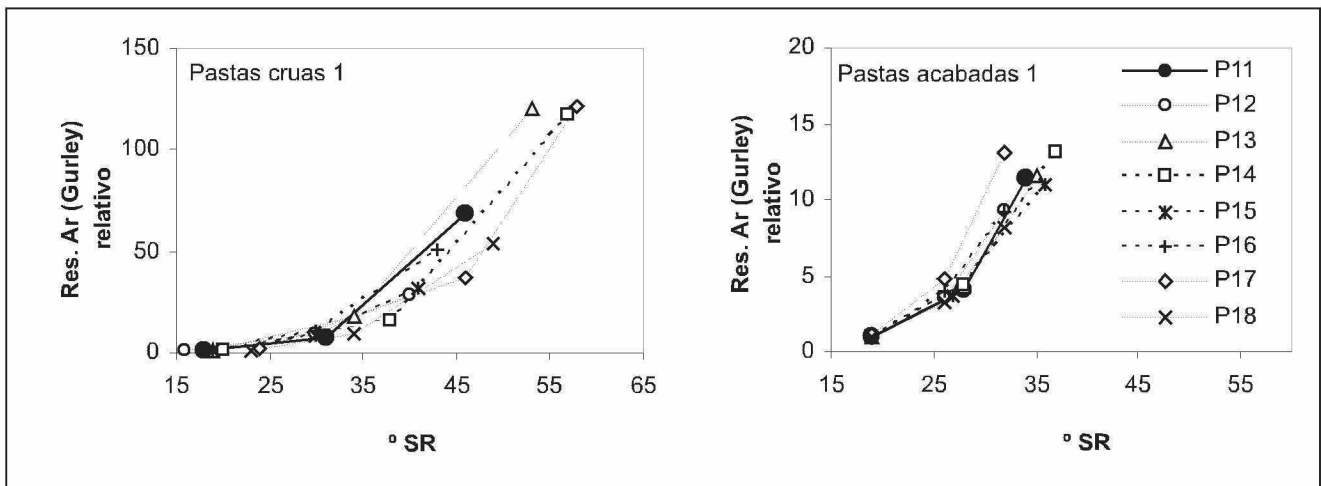 Pastas cruas 1
Res. Ar (Gurley)
relativo
150
100
50
0
15
25
35
45
55
65
º SR
Pastas acabadas 1
Res. Ar (Gurley)
relativo
20
15
10
5
0
15
25
35
45
55
º SR
P11
P12
P13
P14
P15
P16
P17
P18